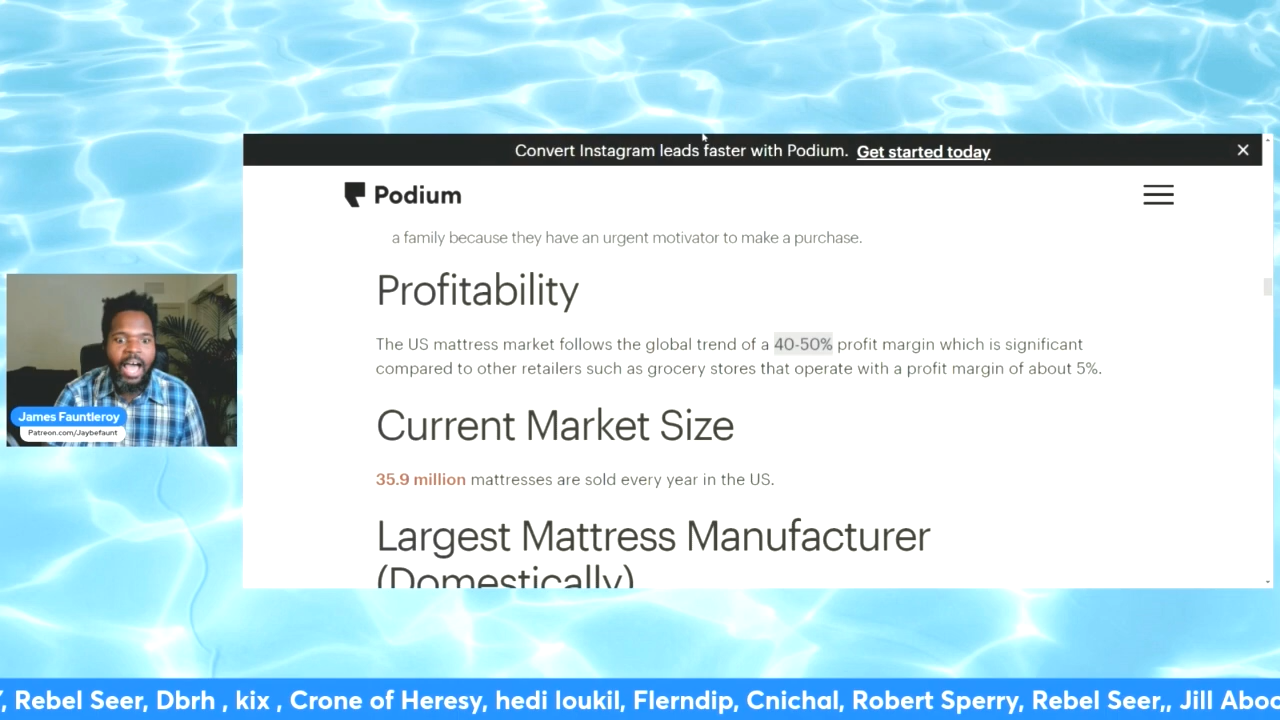 Convert Instagram leads faster with Podium. Get started today
Podium
a family because they have an urgent motivator to make a purchase.
Profitability
The US mattress market follows the global trend of a 40-50% profit margin which is significant
compared to other retailers such as grocery stores that operate with a profit margin of about 5%.
Current Market Size
35.9 million mattresses are sold every year in the US.
Largest Mattress Manufacturer
(Domestically)
James Fauntleroy
Patreon.com/Jaybefaunt
, Rebel Seer, Dbrh , kix , Crone of Heresy, hedi loukil, Flerndip, Cnichal, Robert Sperry, Rebel Seer,, Jill